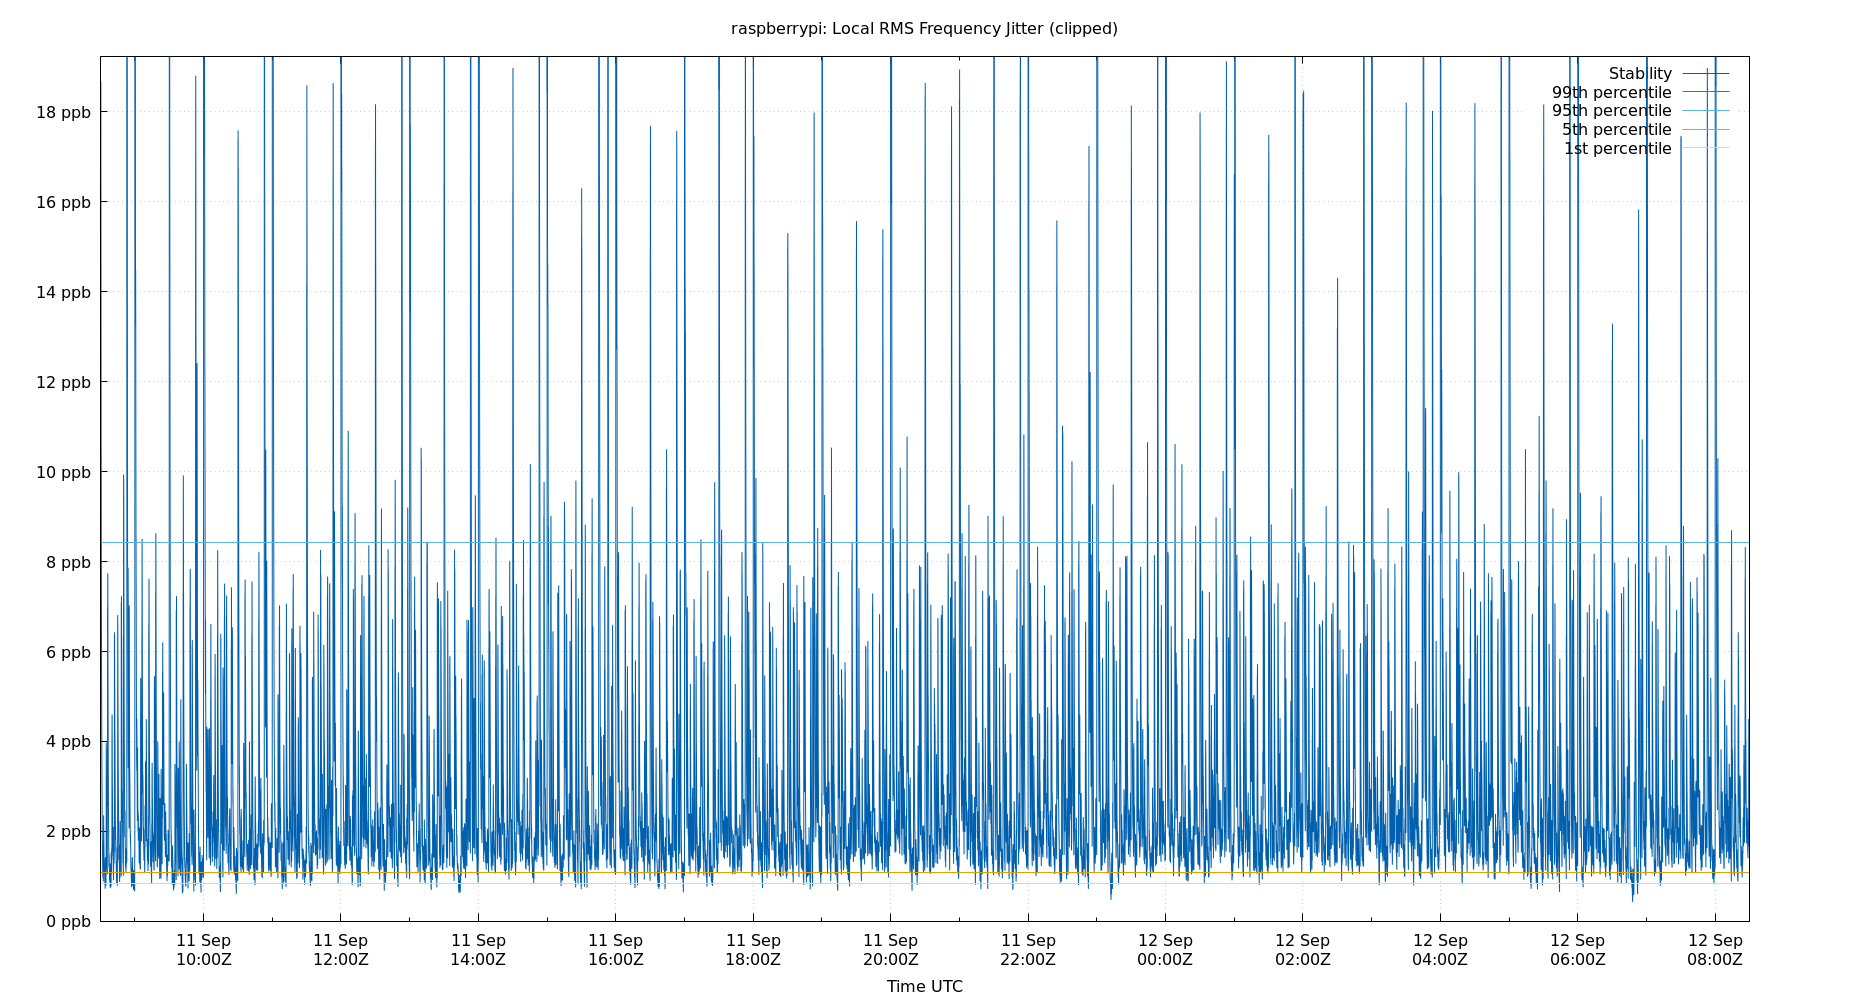 raspberrypi: Local RMS Frequency Jitter (clipped)
Stability
99th percentile
95th percentile
5th percentile
1st percentile
18 ppb
16 ppb
14 ppb
12 ppb
10 ppb
8 ppb
6 ppb
4 ppb
2 ppb
0 ppb
11 Sep 11 Sep 11 Sep 11 Sep 11 Sep 11 Sep 11 Sep 12 Sep 12 Sep 12 Sep 12 Sep 12 Sep
10:00Z 12:00Z 14:00Z 16:00Z 18:00Z 20:00Z 22:00Z 00:00Z 02:00Z 04:00Z 06:00Z 08:00Z
Time UTC